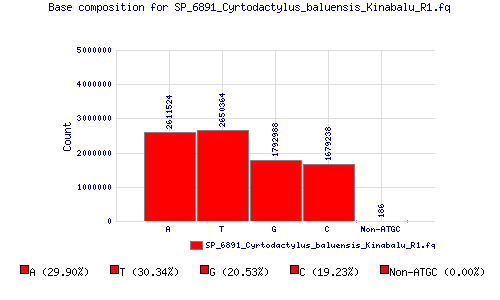 Base composition for SP_6891_Cyrtodactylus_baluensis_Kinabalu_R1.fq
5000000
4000000
3000000
2000000
1000000
0
Count
2611524
2650364
1792988
1679238
186
A T G C Non-ATGC
SP_6891_Cyrtodactylus_baluensis_Kinabalu_R1.fq
A (29.90%) T (30.34%) G (20.53%) C (19.23%) Non-ATGC (0.00%)